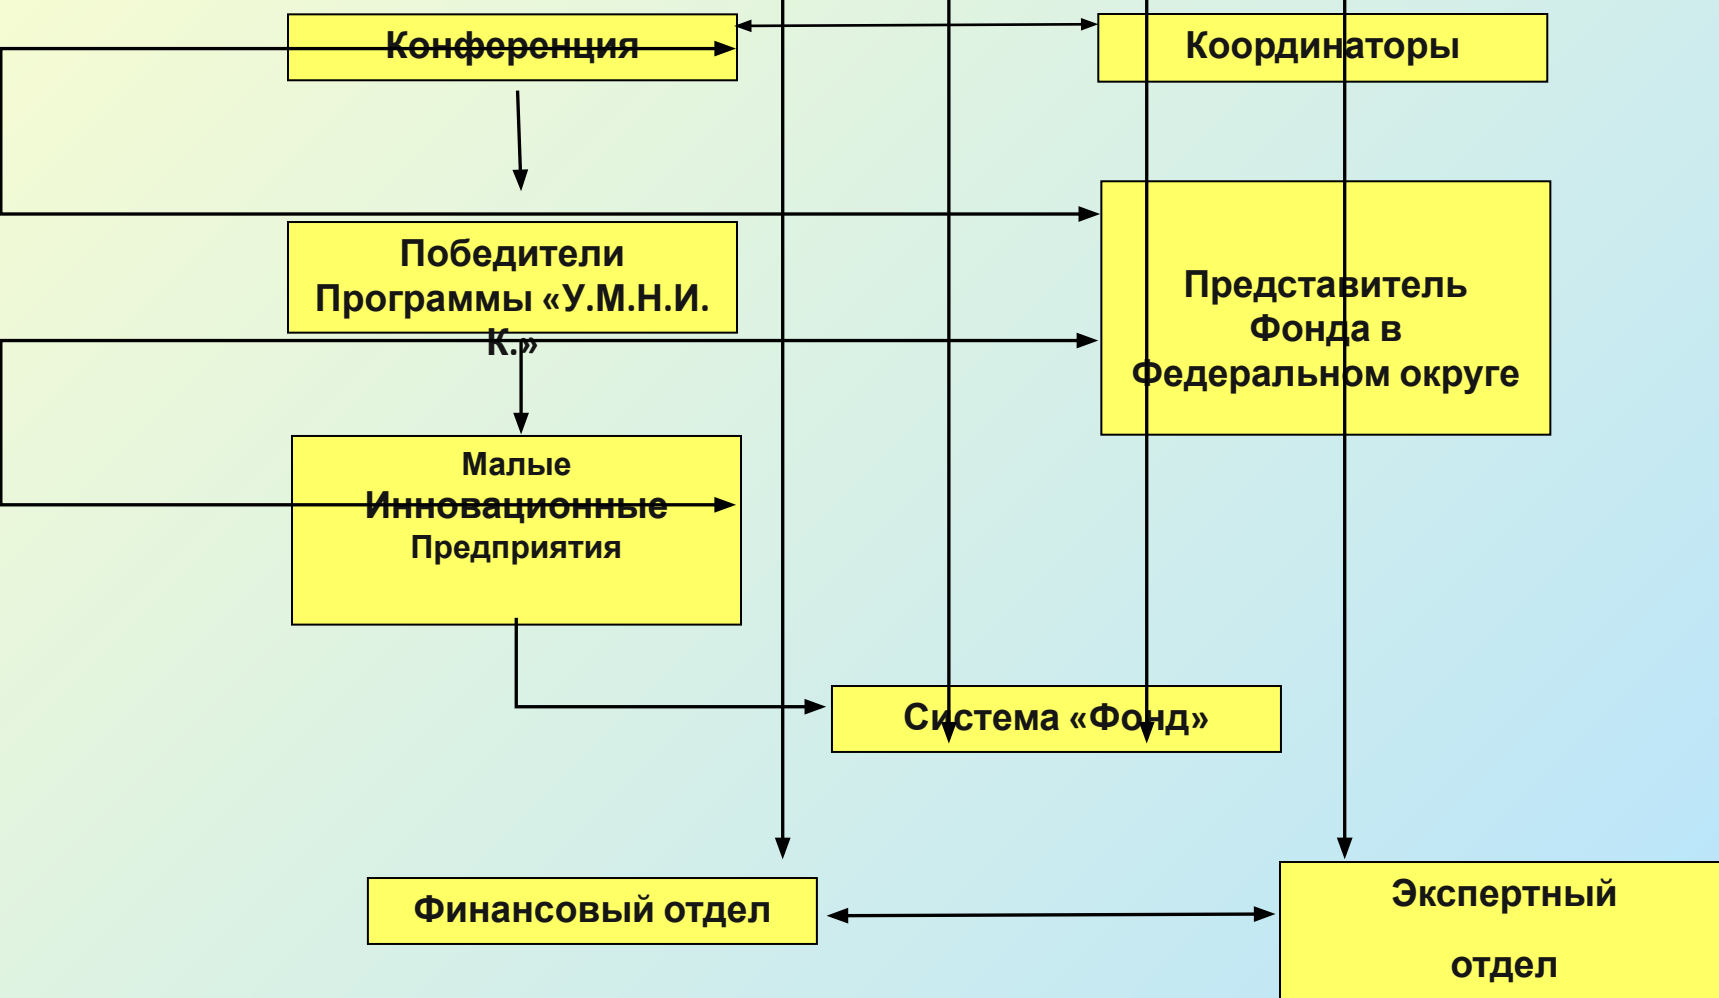 Конференция
Координаторы
Победители
Программы «У.М.Н.И.
К.»
Представитель
Фонда в
Федеральном округе
Малые
Инновационные
Предприятия
Система «Фонд»
Финансовый отдел
Экспертный
отдел